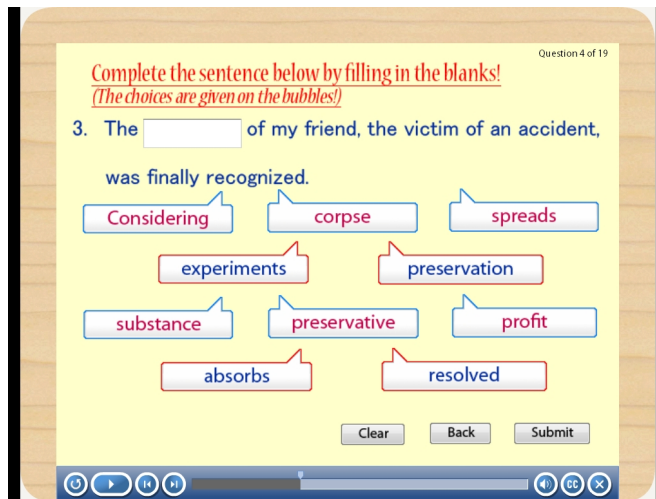 Question 4 of 19
Complete the sentence below by filling in the blanks!
(The choices are given on the bubbles!)
3. The of my friend, the victim of an accident,
was finally recognized.
Considering corpse spreads
experiments preservation
substance preservative profit
absorbs resolved
Clear Back Submit
CC